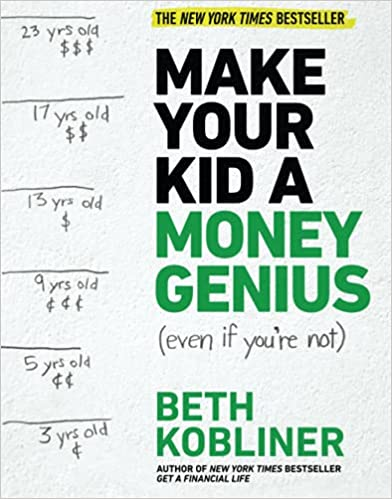 THE NEW YORK TIMES BESTSELLER
23 yrs old
$$$
17 yrs old
$$
13 yrs old
$
9 yrs old
¢¢¢
5 yrs old
¢¢
3 yrs old
¢
MAKE
YOUR
KID A
MONEY
GENIUS
(even if you're not)
BETH
KOBLINER
AUTHOR OF NEW YORK TIMES BESTSELLER
GET A FINANCIAL LIFE